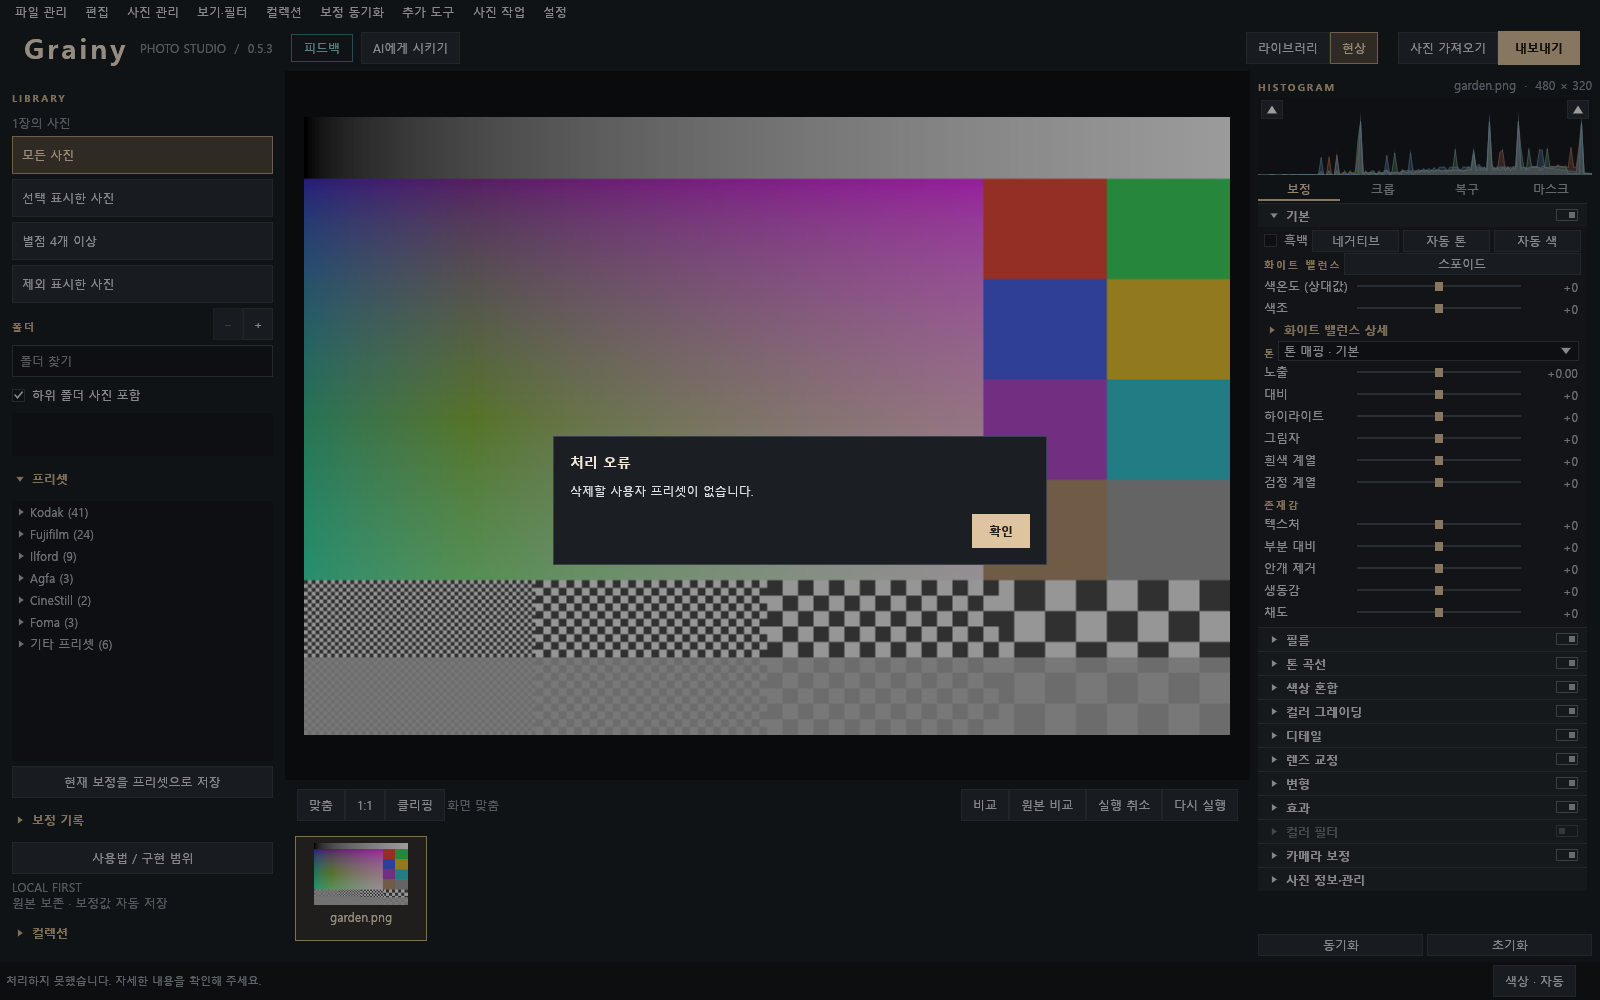 파일 관리 편집 사진 관리 보기·필터 컬렉션 보정 동기화 추가 도구 사진 작업 설정
Grainy PHOTO STUDIO / 0.5.3 피드백 AI에게 시키기 라이브러리 현상 사진 가져오기 내보내기
LIBRARY
1장의 사진
모든 사진
선택 표시한 사진
별점 4개 이상
제외 표시한 사진
폴더 − +
폴더 찾기
하위 폴더 사진 포함
프리셋
Kodak (41)
Fujifilm (24)
Ilford (9)
Agfa (3)
CineStill (2)
Foma (3)
기타 프리셋 (6)
현재 보정을 프리셋으로 저장
보정 기록
사용법 / 구현 범위
LOCAL FIRST
원본 보존 · 보정값 자동 저장
컬렉션
처리 오류
삭제할 사용자 프리셋이 없습니다.
확인
맞춤 1:1 클리핑 화면 맞춤 비교 원본 비교 실행 취소 다시 실행
garden.png
HISTOGRAM garden.png · 480 × 320
보정 크롭 복구 마스크
기본
흑백 네거티브 자동 톤 자동 색
화이트 밸런스 스포이드
색온도 (상대값) +0
색조 +0
화이트 밸런스 상세
톤 톤 매핑 · 기본
노출 +0.00
대비 +0
하이라이트 +0
그림자 +0
흰색 계열 +0
검정 계열 +0
존재감
텍스처 +0
부분 대비 +0
안개 제거 +0
생동감 +0
채도 +0
필름
톤 곡선
색상 혼합
컬러 그레이딩
디테일
렌즈 교정
변형
효과
컬러 필터
카메라 보정
사진 정보·관리
동기화 초기화
처리하지 못했습니다. 자세한 내용을 확인해 주세요. 색상 · 자동